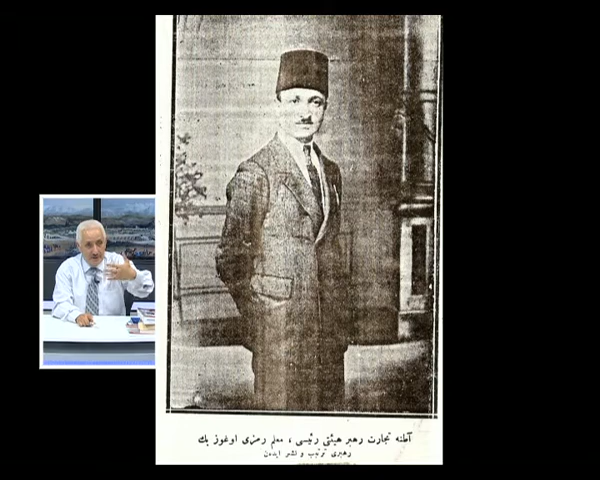 آطنه تجارت رهبر هیئتی رئیسی ، معلم رمزی اوغوز بك
رهبری ترتیب و نشر ایدن